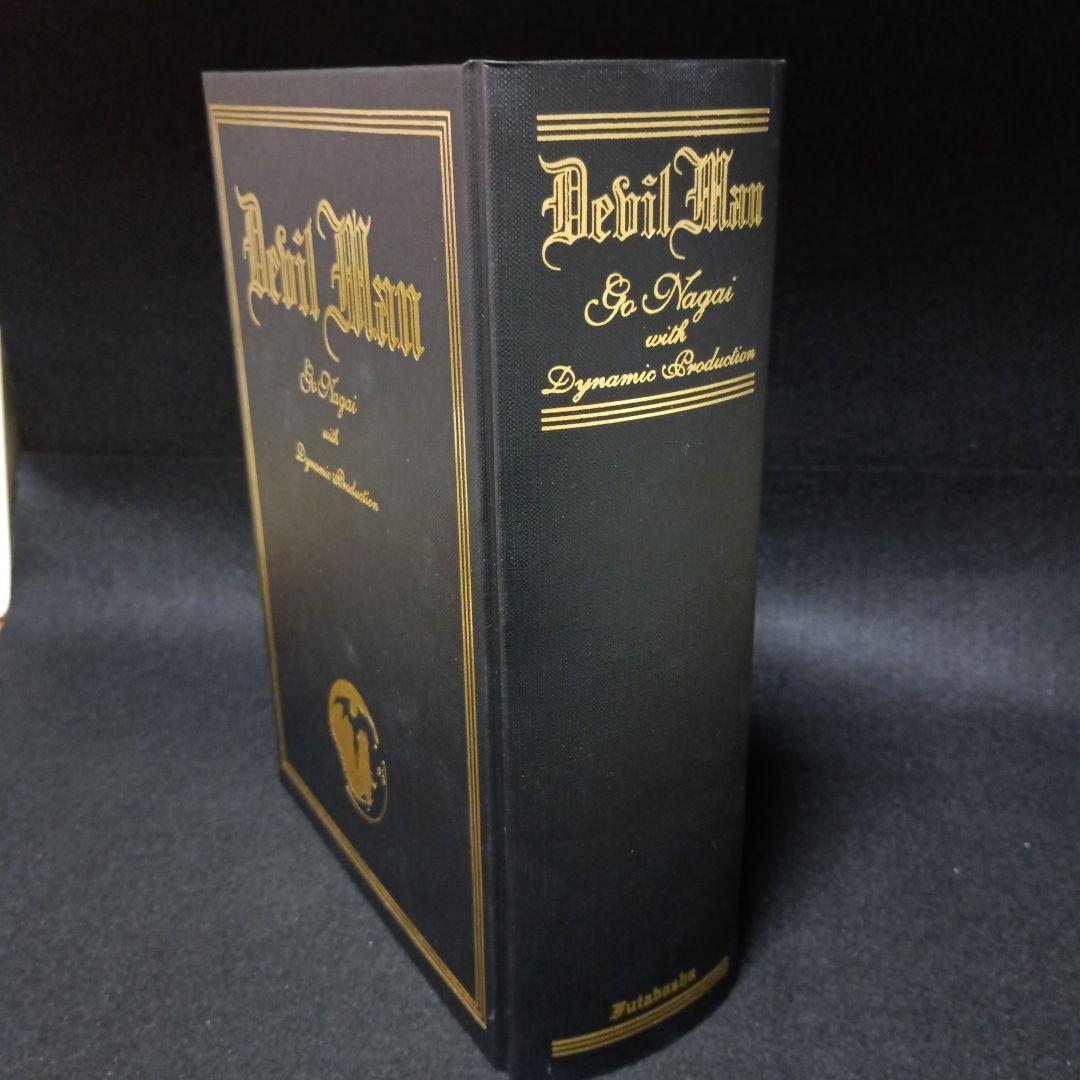 Devil Man
Go Nagai
with
Dynamic Production
Devil Man
Go Nagai
with
Dynamic Production
Futabasha